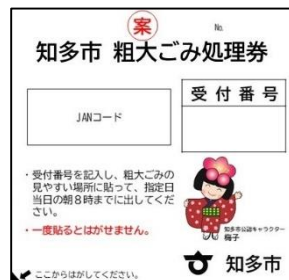 案
No.
知多市 粗大ごみ処理券
JANコード
受付番号
・受付番号を記入し、粗大ごみの
見やすい場所に貼って、指定日
当日の朝8時までに出してくだ
さい。
・一度貼るとはがせません。
知多市公認キャラクター
梅子
知多市
ここからはがしてください。